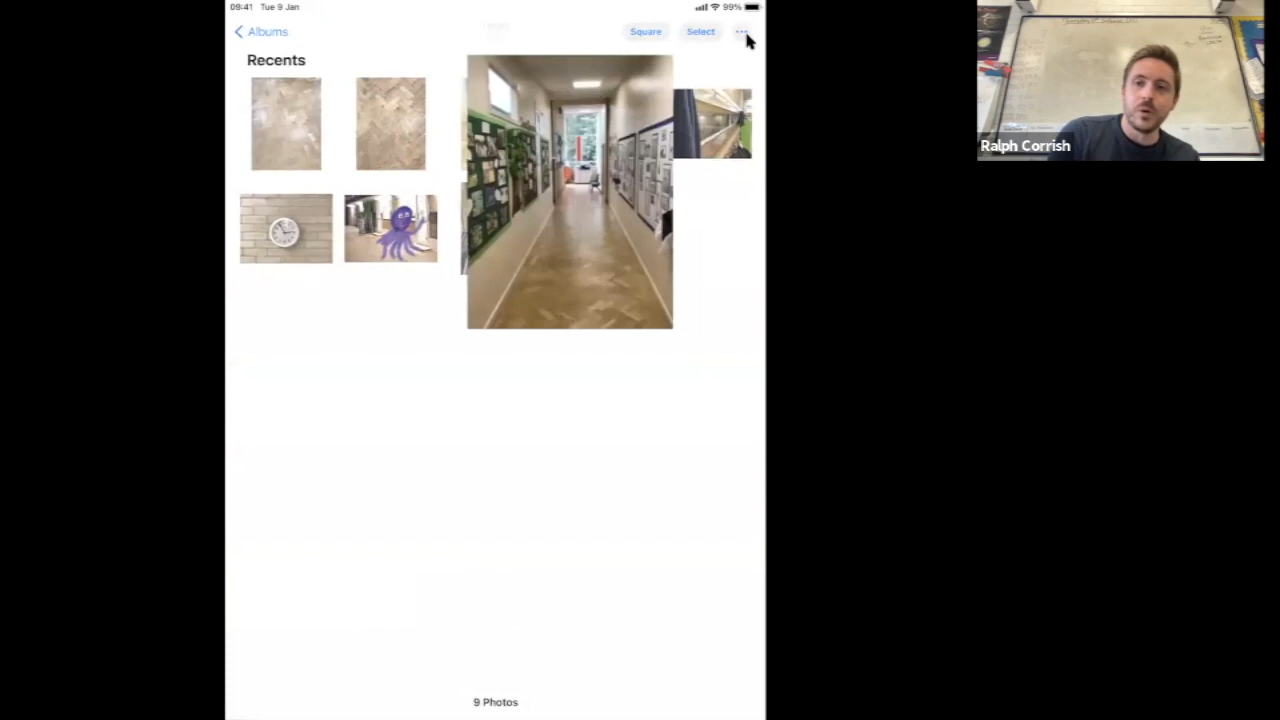 09:41 Tue 9 Jan 99%
Albums
Square
Select
Recents
9 Photos
Ralph Corrish